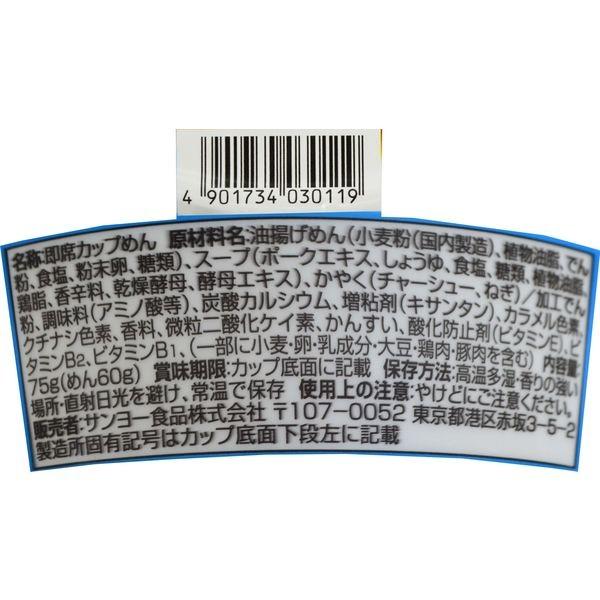 4 901734 030119
名称:即席カップめん 原材料名:油揚げめん(小麦粉(国内製造)、植物油脂、でん
粉、食塩、粉末卵、糖類)、スープ(ポークエキス、しょうゆ、食塩、糖類、植物油脂、
鶏脂、香辛料、乾燥酵母、酵母エキス)、かやく(チャーシュー、ねぎ)/加工でん
粉、調味料(アミノ酸等)、炭酸カルシウム、増粘剤(キサンタン)、カラメル色素、
クチナシ色素、香料、微粒二酸化ケイ素、かんすい、酸化防止剤(ビタミンE)、ビ
タミンB2、ビタミンB1、(一部に小麦・卵・乳成分・大豆・鶏肉・豚肉を含む) 内容量:
75g(めん60g) 賞味期限:カップ底面に記載 保存方法:高温多湿・香りの強い
場所・直射日光を避け、常温で保存 使用上の注意:やけどにご注意ください。
販売者:サンヨー食品株式会社 〒107-0052 東京都港区赤坂3-5-2
製造所固有記号はカップ底面下段左に記載